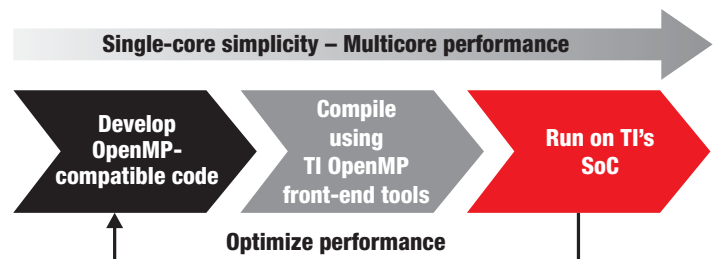 Single-core simplicity – Multicore performance
Develop
OpenMP-
compatible code
Compile
using
TI OpenMP
front-end tools
Run on TI's
SoC
Optimize performance